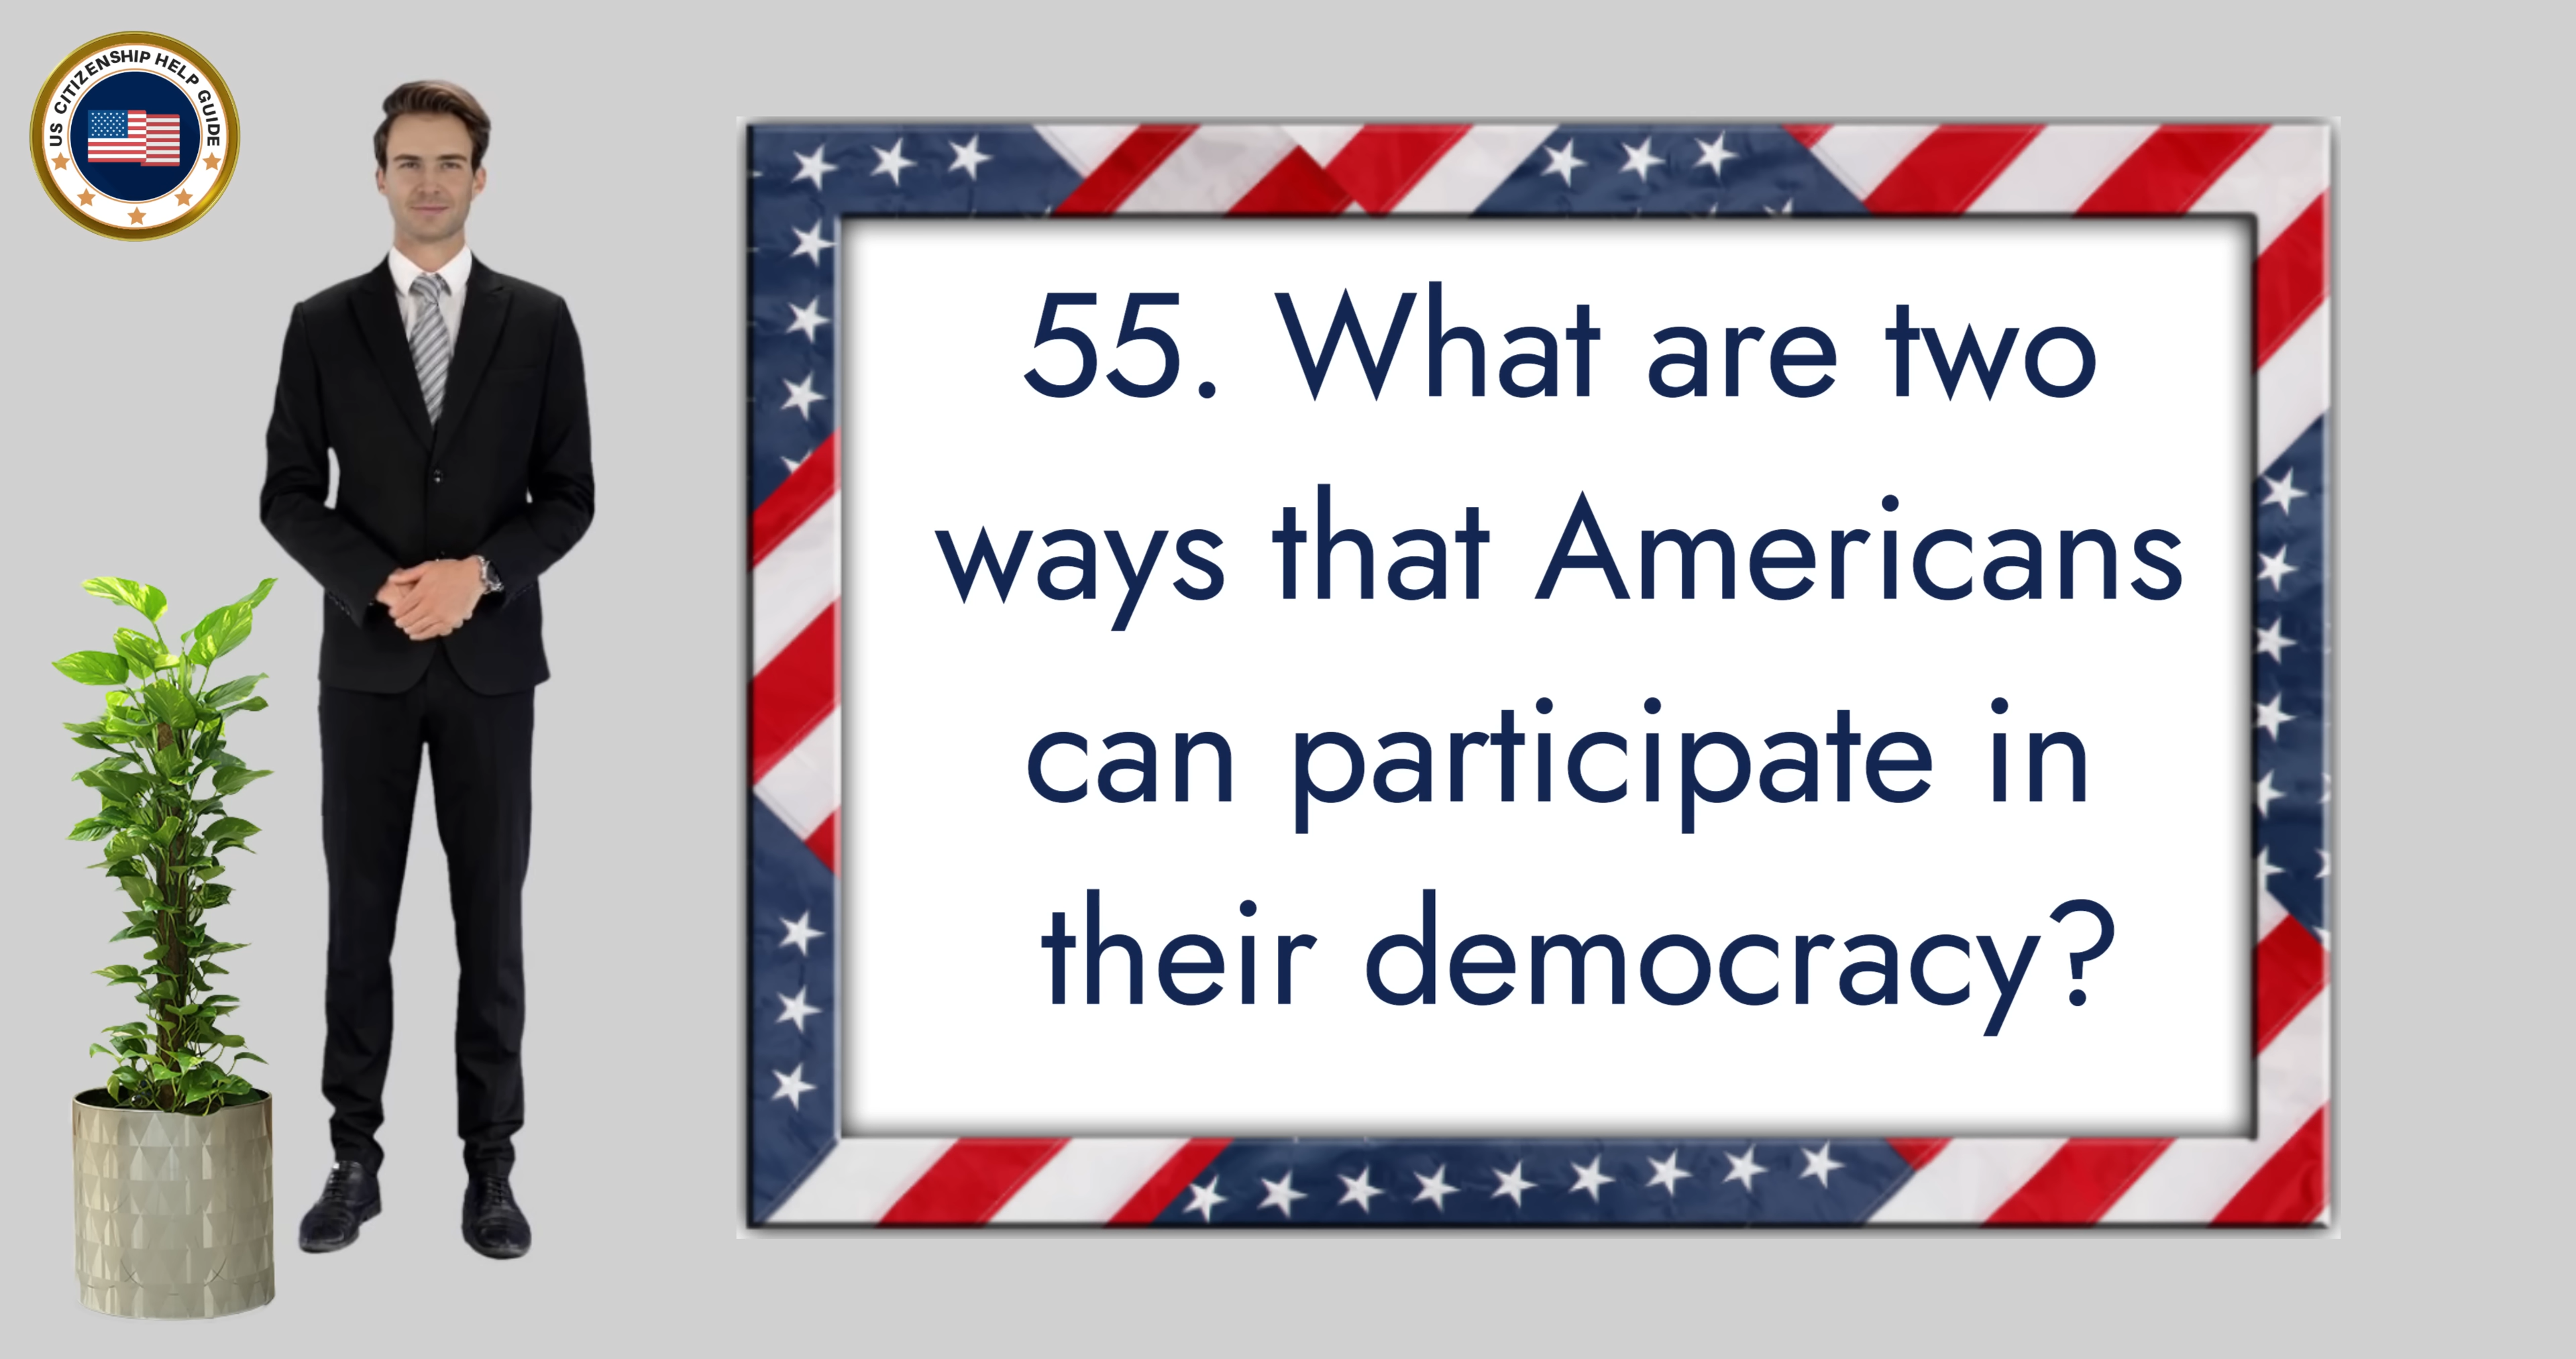 US CITIZENSHIP HELP GUIDE
55. What are two
ways that Americans
can participate in
their democracy?